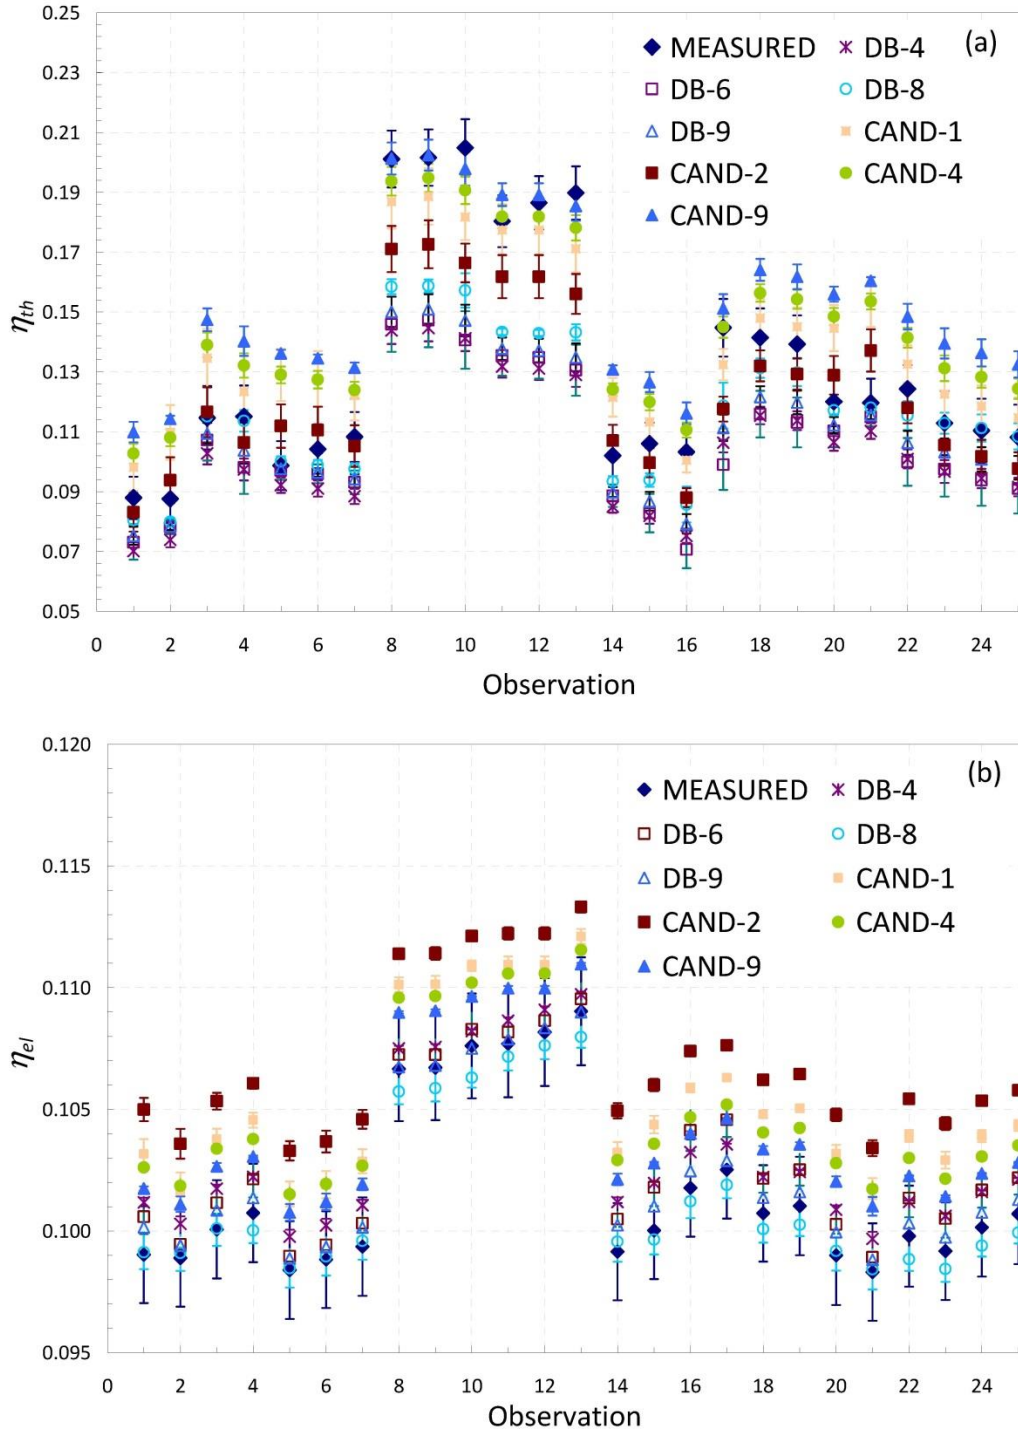 0.25
0.23
0.21
0.19
0.17
0.15
0.13
0.11
0.09
0.07
0.05
ηth
MEASURED DB-4
DB-6 DB-8
DB-9 CAND-1
CAND-2 CAND-4
CAND-9
(a)
0 2 4 6 8 10 12 14 16 18 20 22 24
Observation
0.120
0.115
0.110
0.105
0.100
0.095
ηel
MEASURED DB-4
DB-6 DB-8
DB-9 CAND-1
CAND-2 CAND-4
CAND-9
(b)
0 2 4 6 8 10 12 14 16 18 20 22 24
Observation